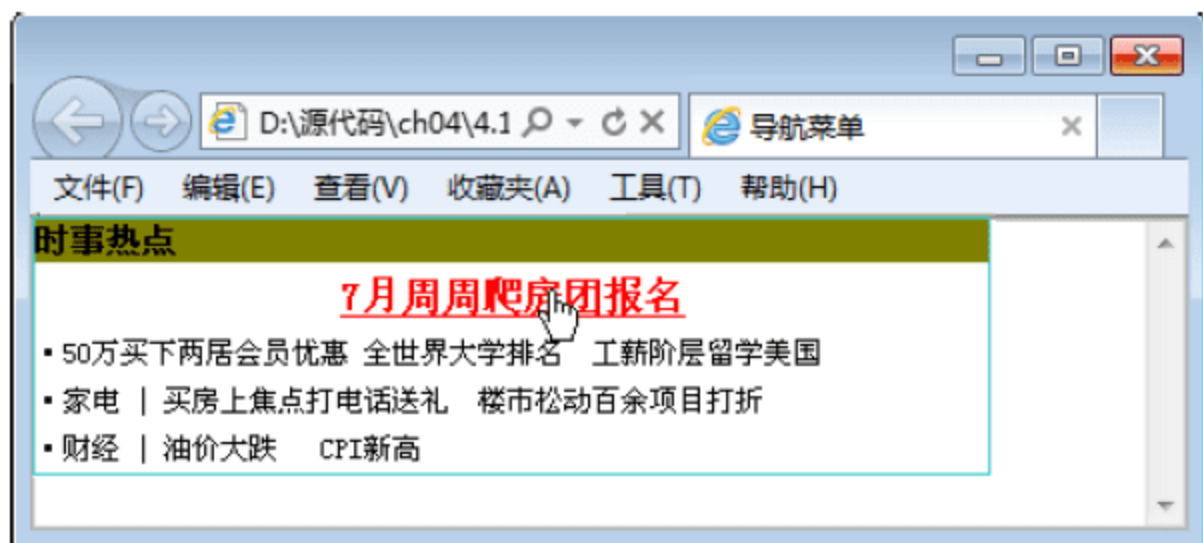 D:\源代码\ch04\4.1
导航菜单
文件(F) 编辑(E) 查看(V) 收藏夹(A) 工具(T) 帮助(H)
时事热点
7月周周爬房团报名
▪ 50万买下两居会员优惠 全世界大学排名 工薪阶层留学美国
▪ 家电 | 买房上焦点打电话送礼 楼市松动百余项目打折
▪ 财经 | 油价大跌 CPI新高